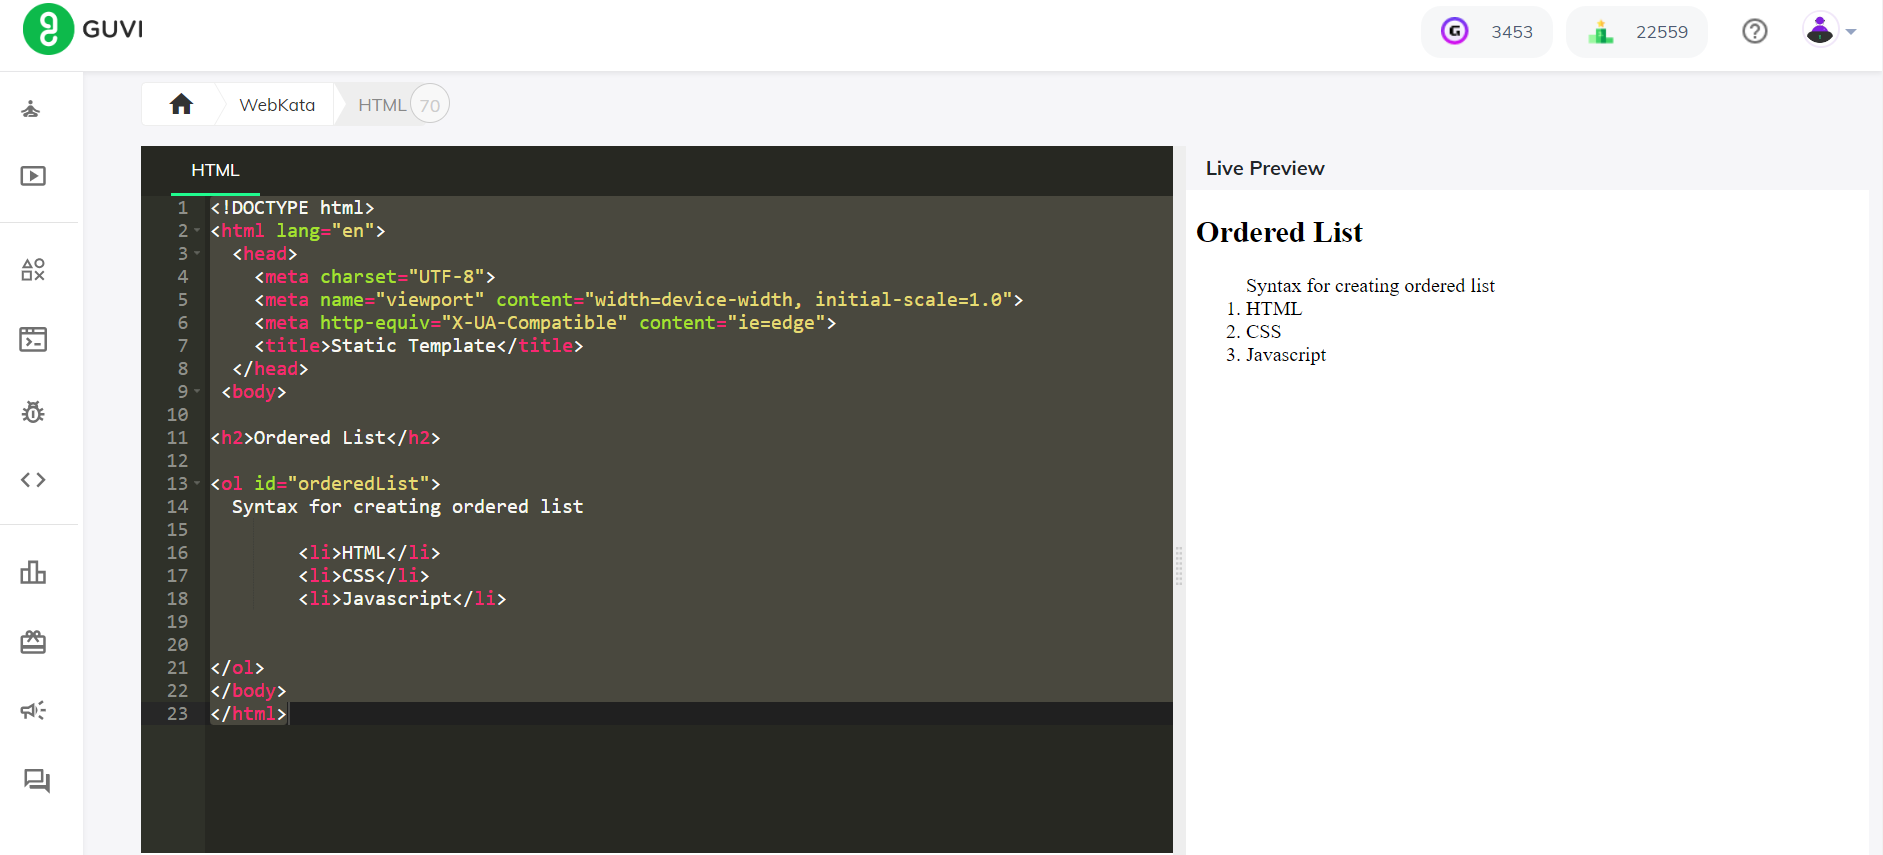 GUVI
3453
22559
WebKata
HTML
70
HTML
1 <!DOCTYPE html>
2 <html lang="en">
3 <head>
4 <meta charset="UTF-8">
5 <meta name="viewport" content="width=device-width, initial-scale=1.0">
6 <meta http-equiv="X-UA-Compatible" content="ie=edge">
7 <title>Static Template</title>
8 </head>
9 <body>
10
11 <h2>Ordered List</h2>
12
13 <ol id="orderedList">
14 Syntax for creating ordered list
15
16 <li>HTML</li>
17 <li>CSS</li>
18 <li>Javascript</li>
19
20
21 </ol>
22 </body>
23 </html>
Live Preview
Ordered List
Syntax for creating ordered list
1. HTML
2. CSS
3. Javascript